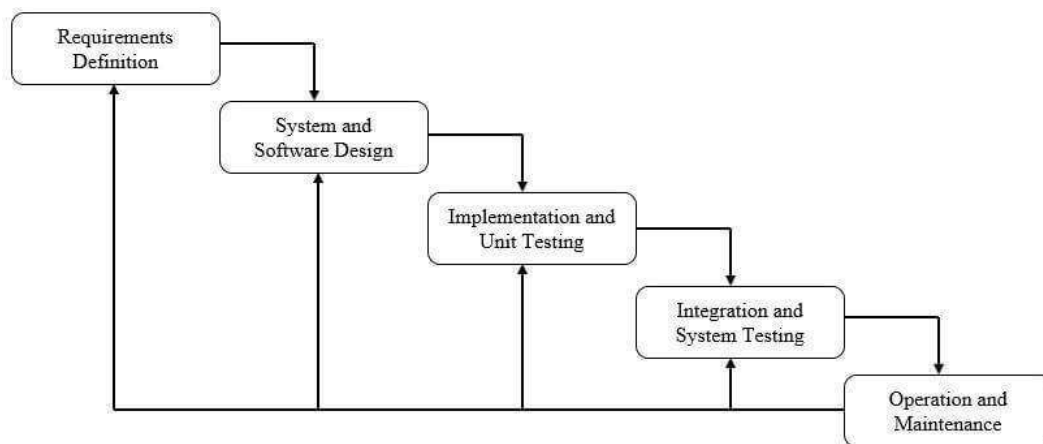 Requirements
Definition
System and
Software Design
Implementation and
Unit Testing
Integration and
System Testing
Operation and
Maintenance